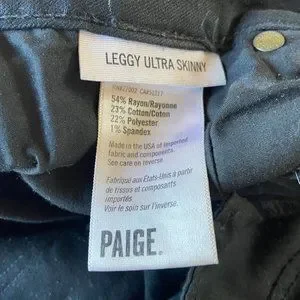 LEGGY ULTRA SKINNY
54% Rayon/Rayonne
23% Cotton/Coton
22% Polyester
1% Spandex
Made in the USA of imported
fabric and components.
See care on reverse.
Fabriqué aux États-Unis à partir
de tissus et composants
importés
Voir le soin sur l'inverse.
PAIGE.